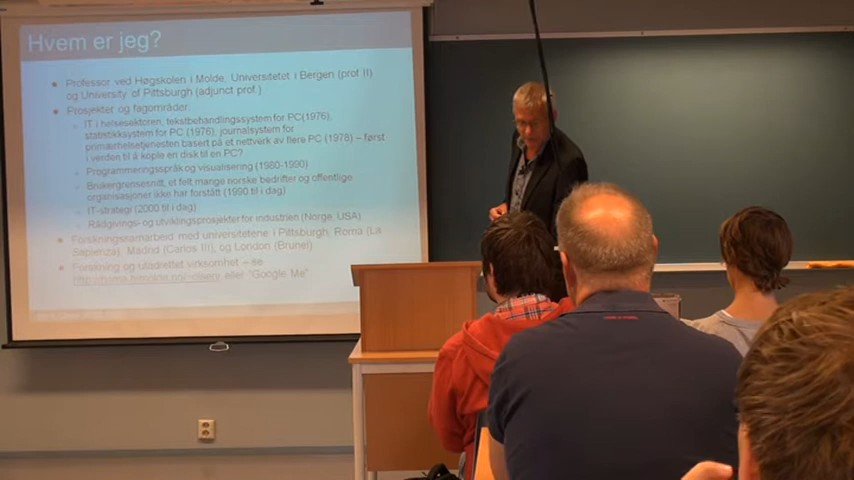 Hvem er jeg?
Professor ved Høgskolen i Molde, Universitetet i Bergen (prof II)
og University of Pittsburgh (adjunct prof.)
Prosjekter og fagområder:
IT i helsesektoren, tekstbehandlingssystem for PC(1976),
statistikksystem for PC (1976), journalsystem for
primærhelsetjenesten basert på et nettverk av flere PC (1978) – først
i verden til å kople en disk til en PC?
Programmeringsspråk og visualisering (1980-1990)
Brukergrensesnitt, et felt mange norske bedrifter og offentlige
organisasjoner ikke har forstått (1990 til i dag)
IT-strategi (2000 til i dag)
Rådgivings- og utviklingsprosjekter for industrien (Norge, USA)
Forskningssamarbeid med universitetene i Pittsburgh, Roma (La
Sapienza), Madrid (Carlos III), og London (Brunel)
Forskning og utadrettet virksomhet – se
eller "Google Me"